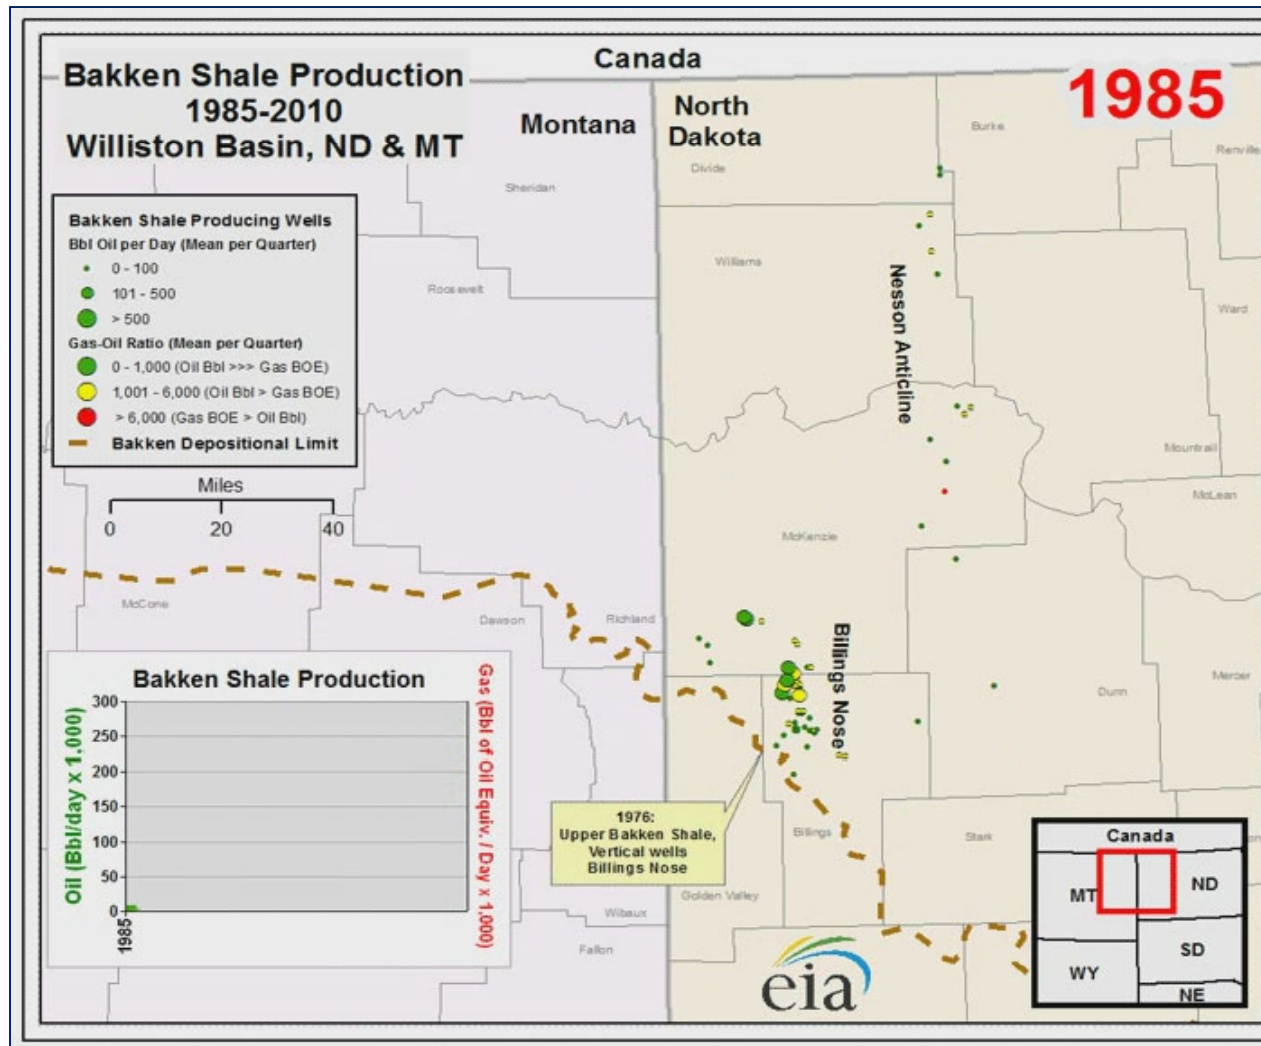 Canada
Bakken Shale Production
1985-2010
Williston Basin, ND & MT
1985
Montana
North
Dakota
Burke
Renville
Divide
Sheridan
Bakken Shale Producing Wells
Bbl Oil per Day (Mean per Quarter)
0 - 100
101 - 500
> 500
Gas-Oil Ratio (Mean per Quarter)
0 - 1,000 (Oil Bbl >>> Gas BOE)
1,001 - 6,000 (Oil Bbl > Gas BOE)
> 6,000 (Gas BOE > Oil Bbl)
Bakken Depositional Limit
Williams
Roosevelt
Nesson Anticline
Ward
Mountrail
McLean
Miles
0 20 40
McKenzie
McCone
Dawson
Richland
Billings Nose
Mercer
Dunn
Bakken Shale Production
Oil (Bbl/day x 1,000)
300
250
200
150
100
50
0
1985
Gas (Bbl of Oil Equiv. / Day x 1,000)
1976:
Upper Bakken Shale,
Vertical wells
Billings Nose
Billings
Stark
Golden Valley
Wibaux
Fallon
eia
Canada
MT
ND
SD
WY
NE